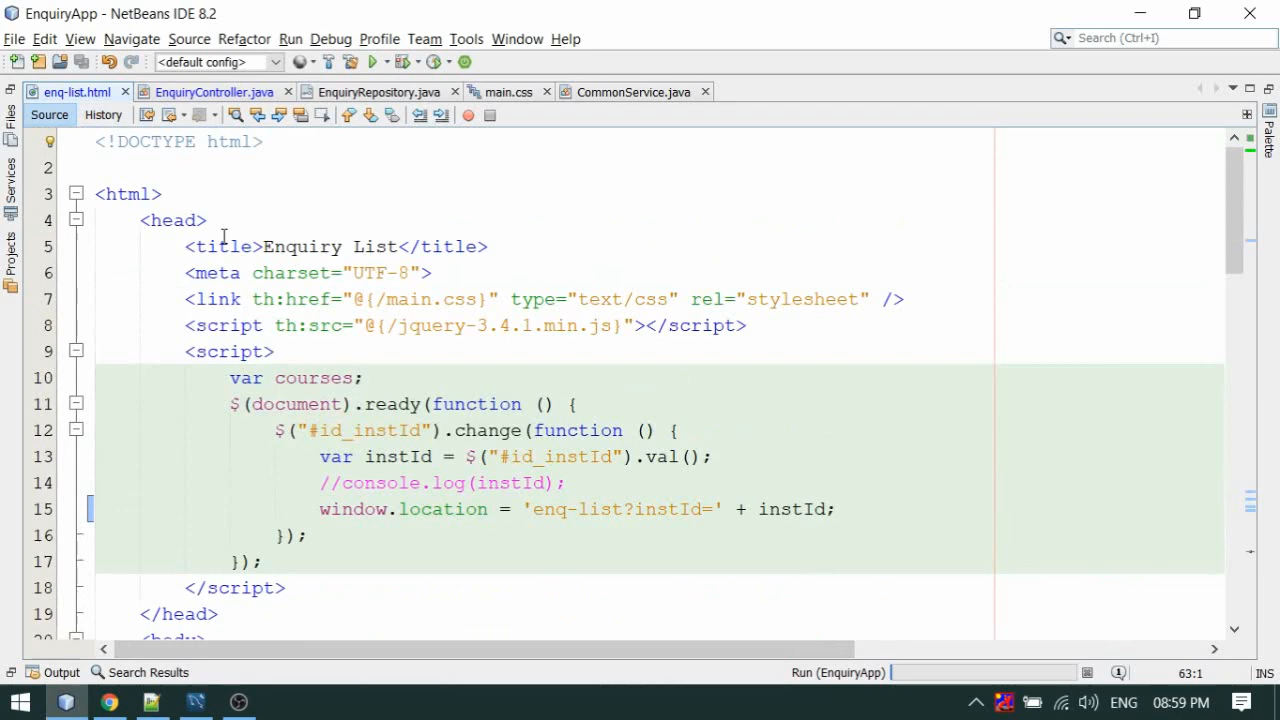 EnquiryApp - NetBeans IDE 8.2
File Edit View Navigate Source Refactor Run Debug Profile Team Tools Window Help
Search (Ctrl+I)
<default config>
enq-list.html EnquiryController.java EnquiryRepository.java main.css CommonService.java
Source History
Files
Services
Projects
Palette
<!DOCTYPE html>
2
3 <html>
4 <head>
5 <title>Enquiry List</title>
6 <meta charset="UTF-8">
7 <link th:href="@{/main.css}" type="text/css" rel="stylesheet" />
8 <script th:src="@{/jquery-3.4.1.min.js}"></script>
9 <script>
10 var courses;
11 $(document).ready(function () {
12 $("#id_instId").change(function () {
13 var instId = $("#id_instId").val();
14 //console.log(instId);
15 window.location = 'enq-list?instId=' + instId;
16 });
17 });
18 </script>
19 </head>
20 <body>
Output Search Results Run (EnquiryApp) 1 63:1 INS
ENG 08:59 PM